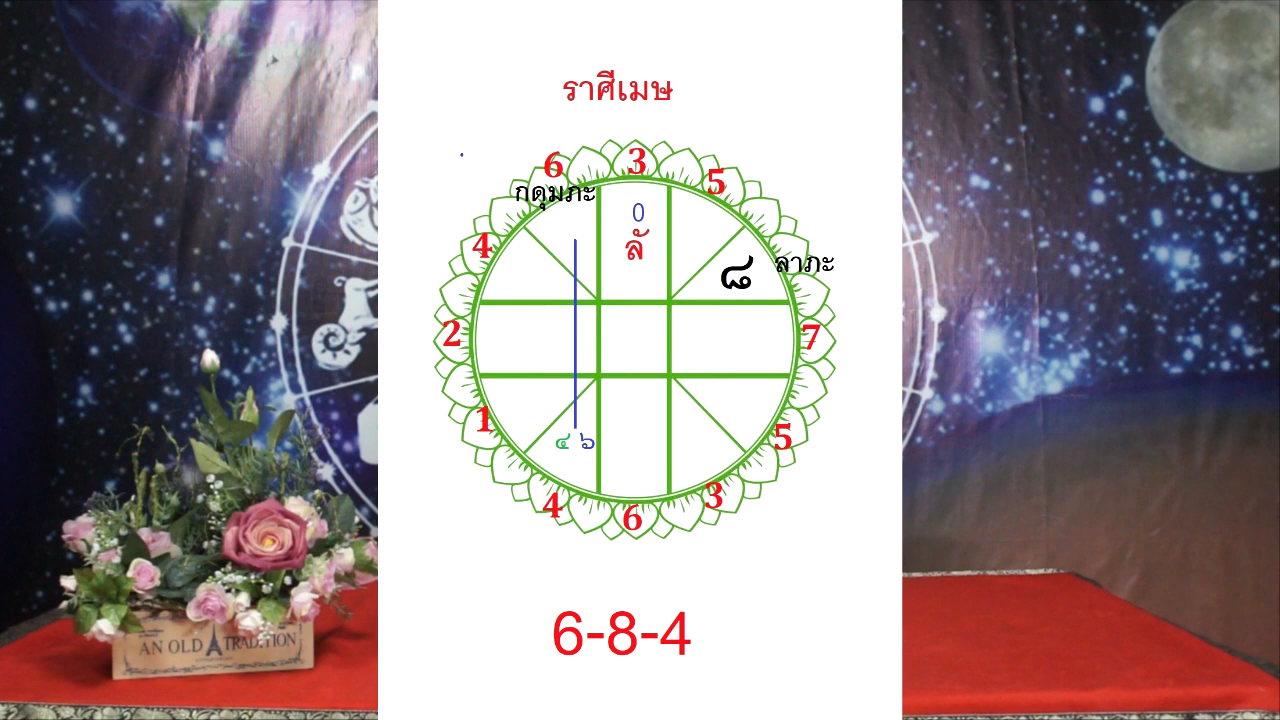 ราศีเมษ
6 3 5
กดุมภะ
0
4 ลั ๘ ลาภะ
2 7
1 5
๔ ๖
4 6 3
6-8-4
AN OLD TRADITION